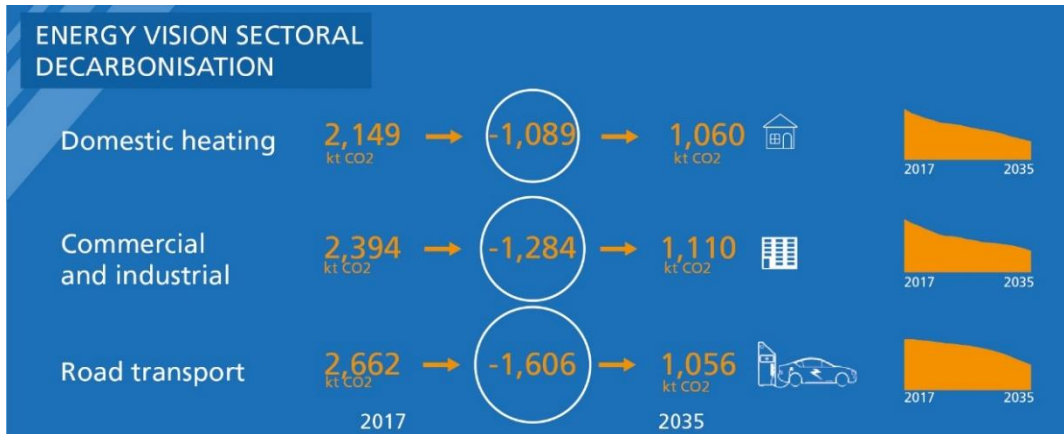 ENERGY VISION SECTORAL
DECARBONISATION
Domestic heating
2,149
kt CO2
-1,089
1,060
kt CO2
2017
2035
Commercial
and industrial
2,394
kt CO2
-1,284
1,110
kt CO2
2017
2035
Road transport
2,662
kt CO2
-1,606
1,056
kt CO2
2017
2035
2017
2035